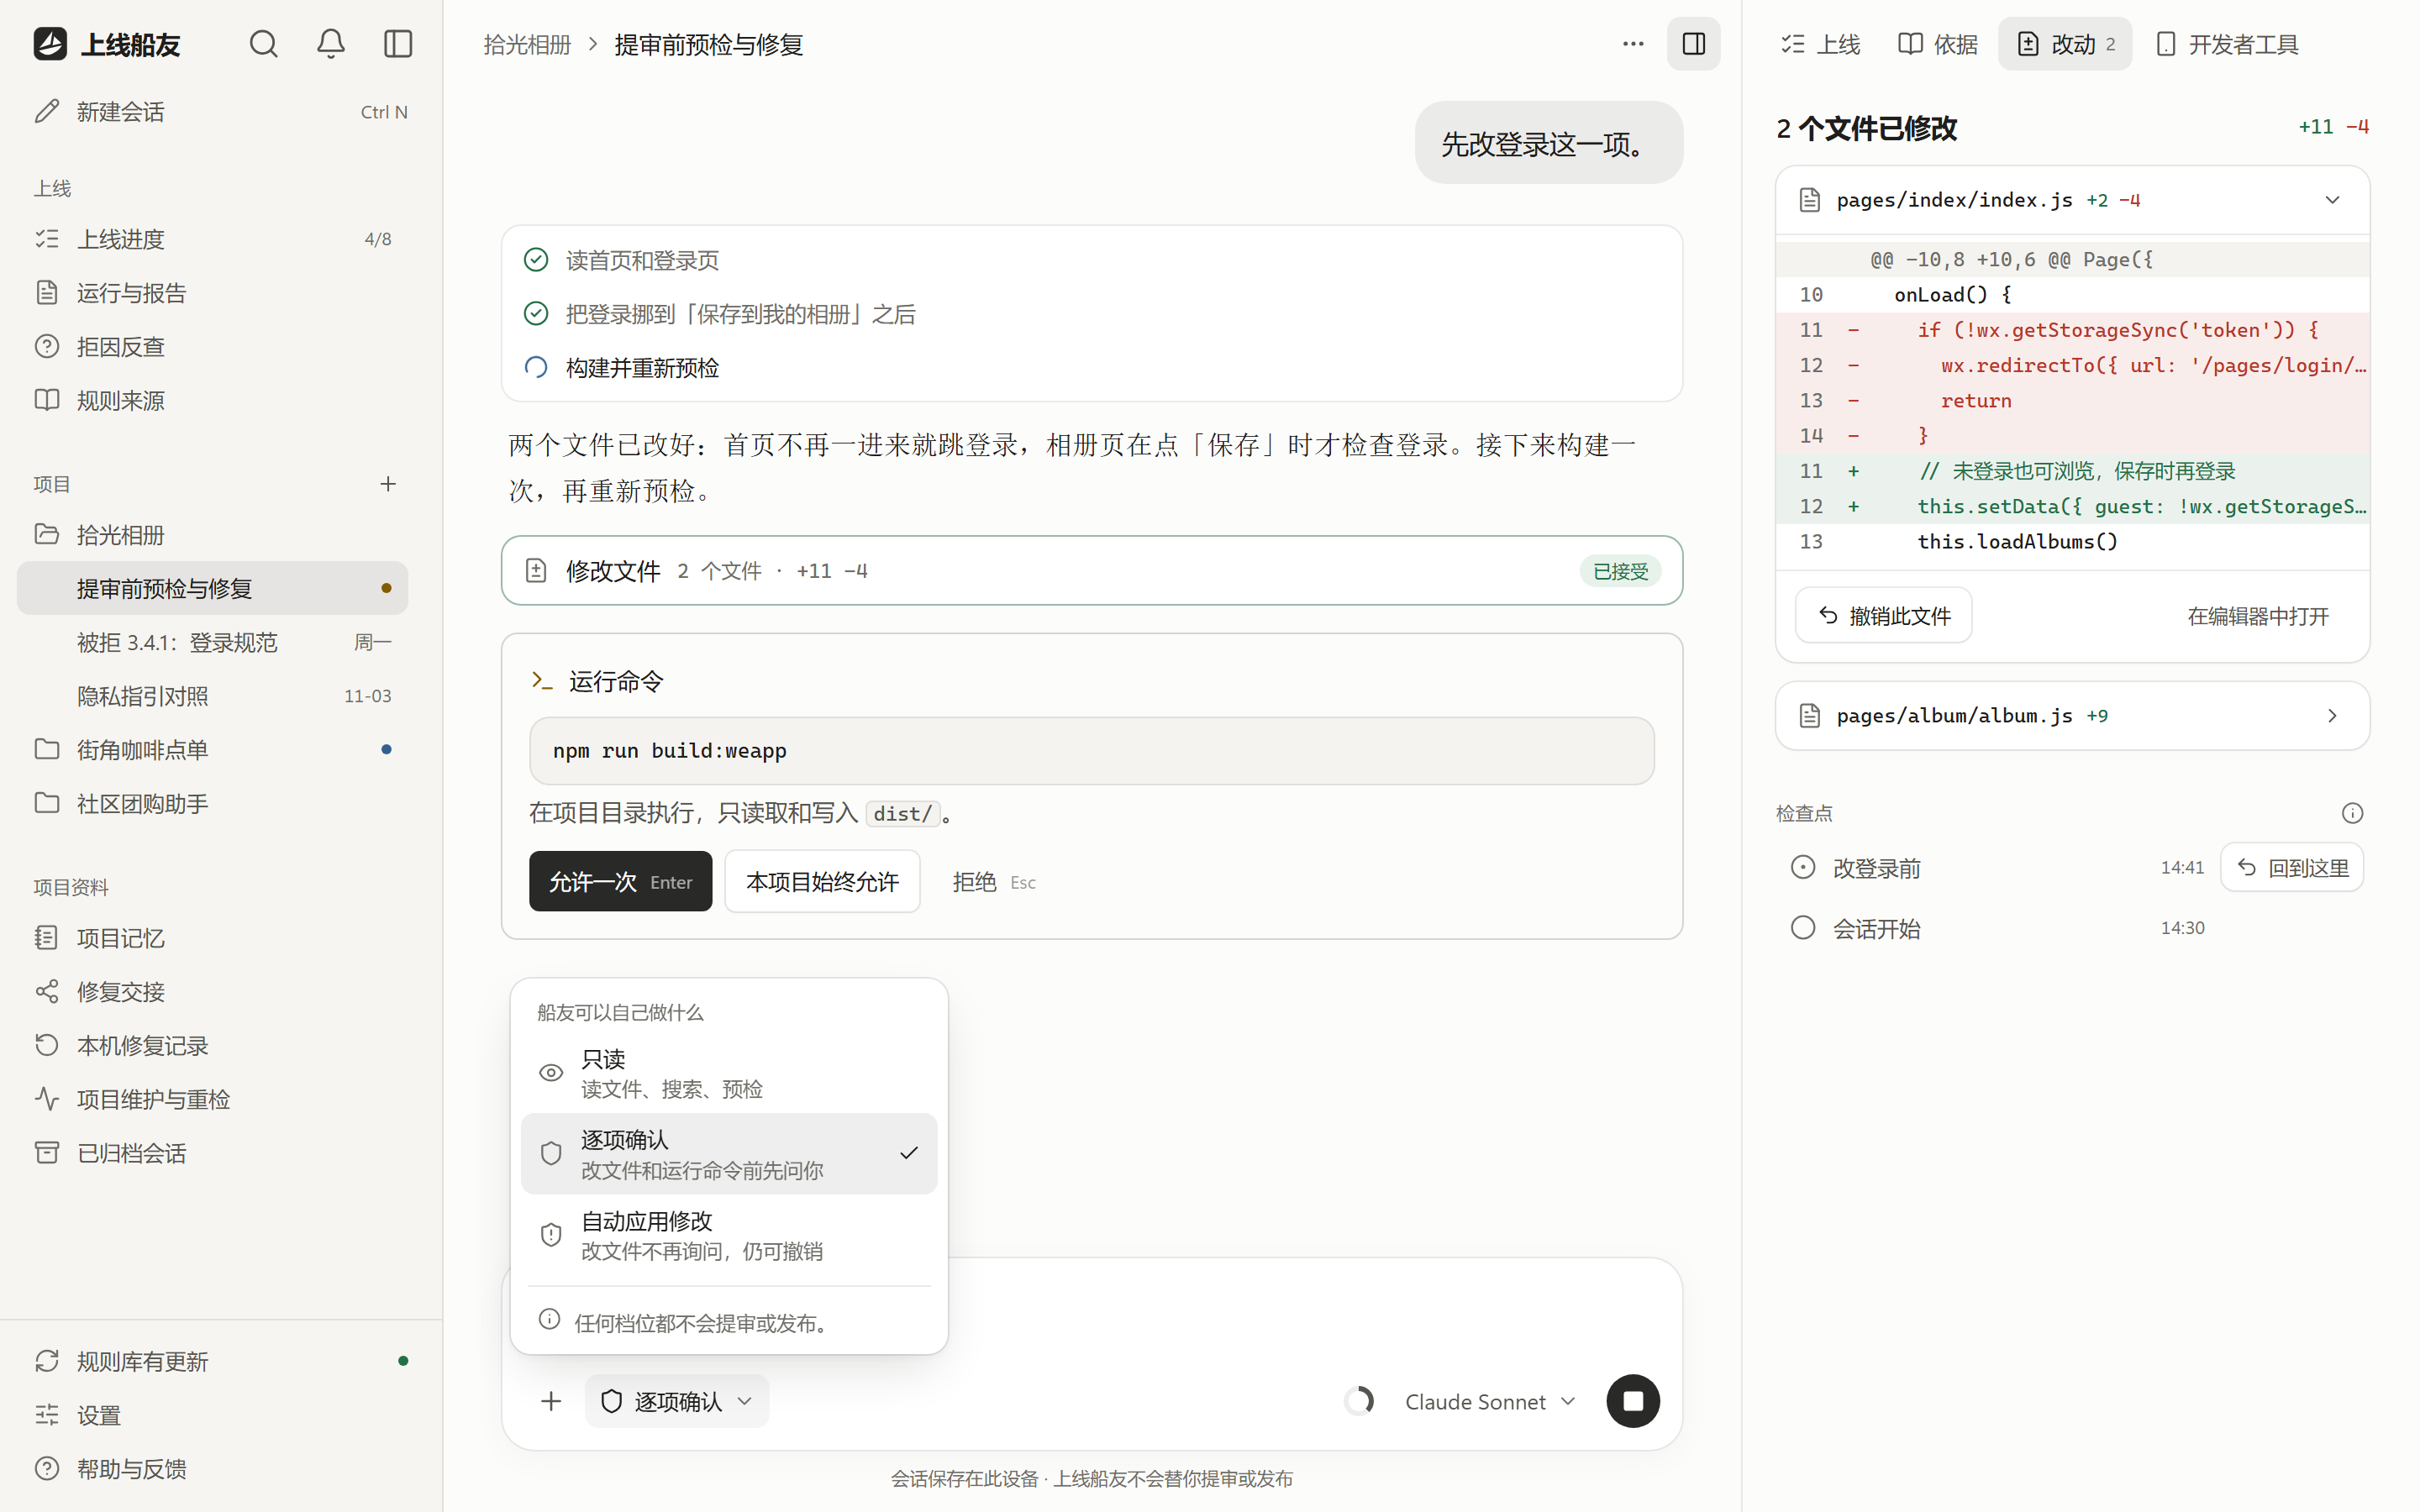 上线船友
新建会话 Ctrl N
上线
上线进度 4/8
运行与报告
拒因反查
规则来源
项目
拾光相册
提审前预检与修复
被拒 3.4.1：登录规范 周一
隐私指引对照 11-03
街角咖啡点单
社区团购助手
项目资料
项目记忆
修复交接
本机修复记录
项目维护与重检
已归档会话
规则库有更新
设置
帮助与反馈
拾光相册 > 提审前预检与修复
先改登录这一项。
读首页和登录页
把登录挪到「保存到我的相册」之后
构建并重新预检
两个文件已改好：首页不再一进来就跳登录，相册页在点「保存」时才检查登录。接下来构建一
次，再重新预检。
修改文件 2 个文件 · +11 −4 已接受
运行命令
npm run build:weapp
在项目目录执行，只读取和写入 dist/。
允许一次 Enter 本项目始终允许 拒绝 Esc
船友可以自己做什么
只读
读文件、搜索、预检
逐项确认
改文件和运行命令前先问你
自动应用修改
改文件不再询问，仍可撤销
任何档位都不会提审或发布。
逐项确认 Claude Sonnet
会话保存在此设备 · 上线船友不会替你提审或发布
上线 依据 改动 2 开发者工具
2 个文件已修改 +11 −4
pages/index/index.js +2 −4
@@ −10,8 +10,6 @@ Page({
10 onLoad() {
11 − if (!wx.getStorageSync('token')) {
12 − wx.redirectTo({ url: '/pages/login/…
13 − return
14 − }
11 + // 未登录也可浏览，保存时再登录
12 + this.setData({ guest: !wx.getStorageS…
13 this.loadAlbums()
撤销此文件 在编辑器中打开
pages/album/album.js +9
检查点
改登录前 14:41 回到这里
会话开始 14:30